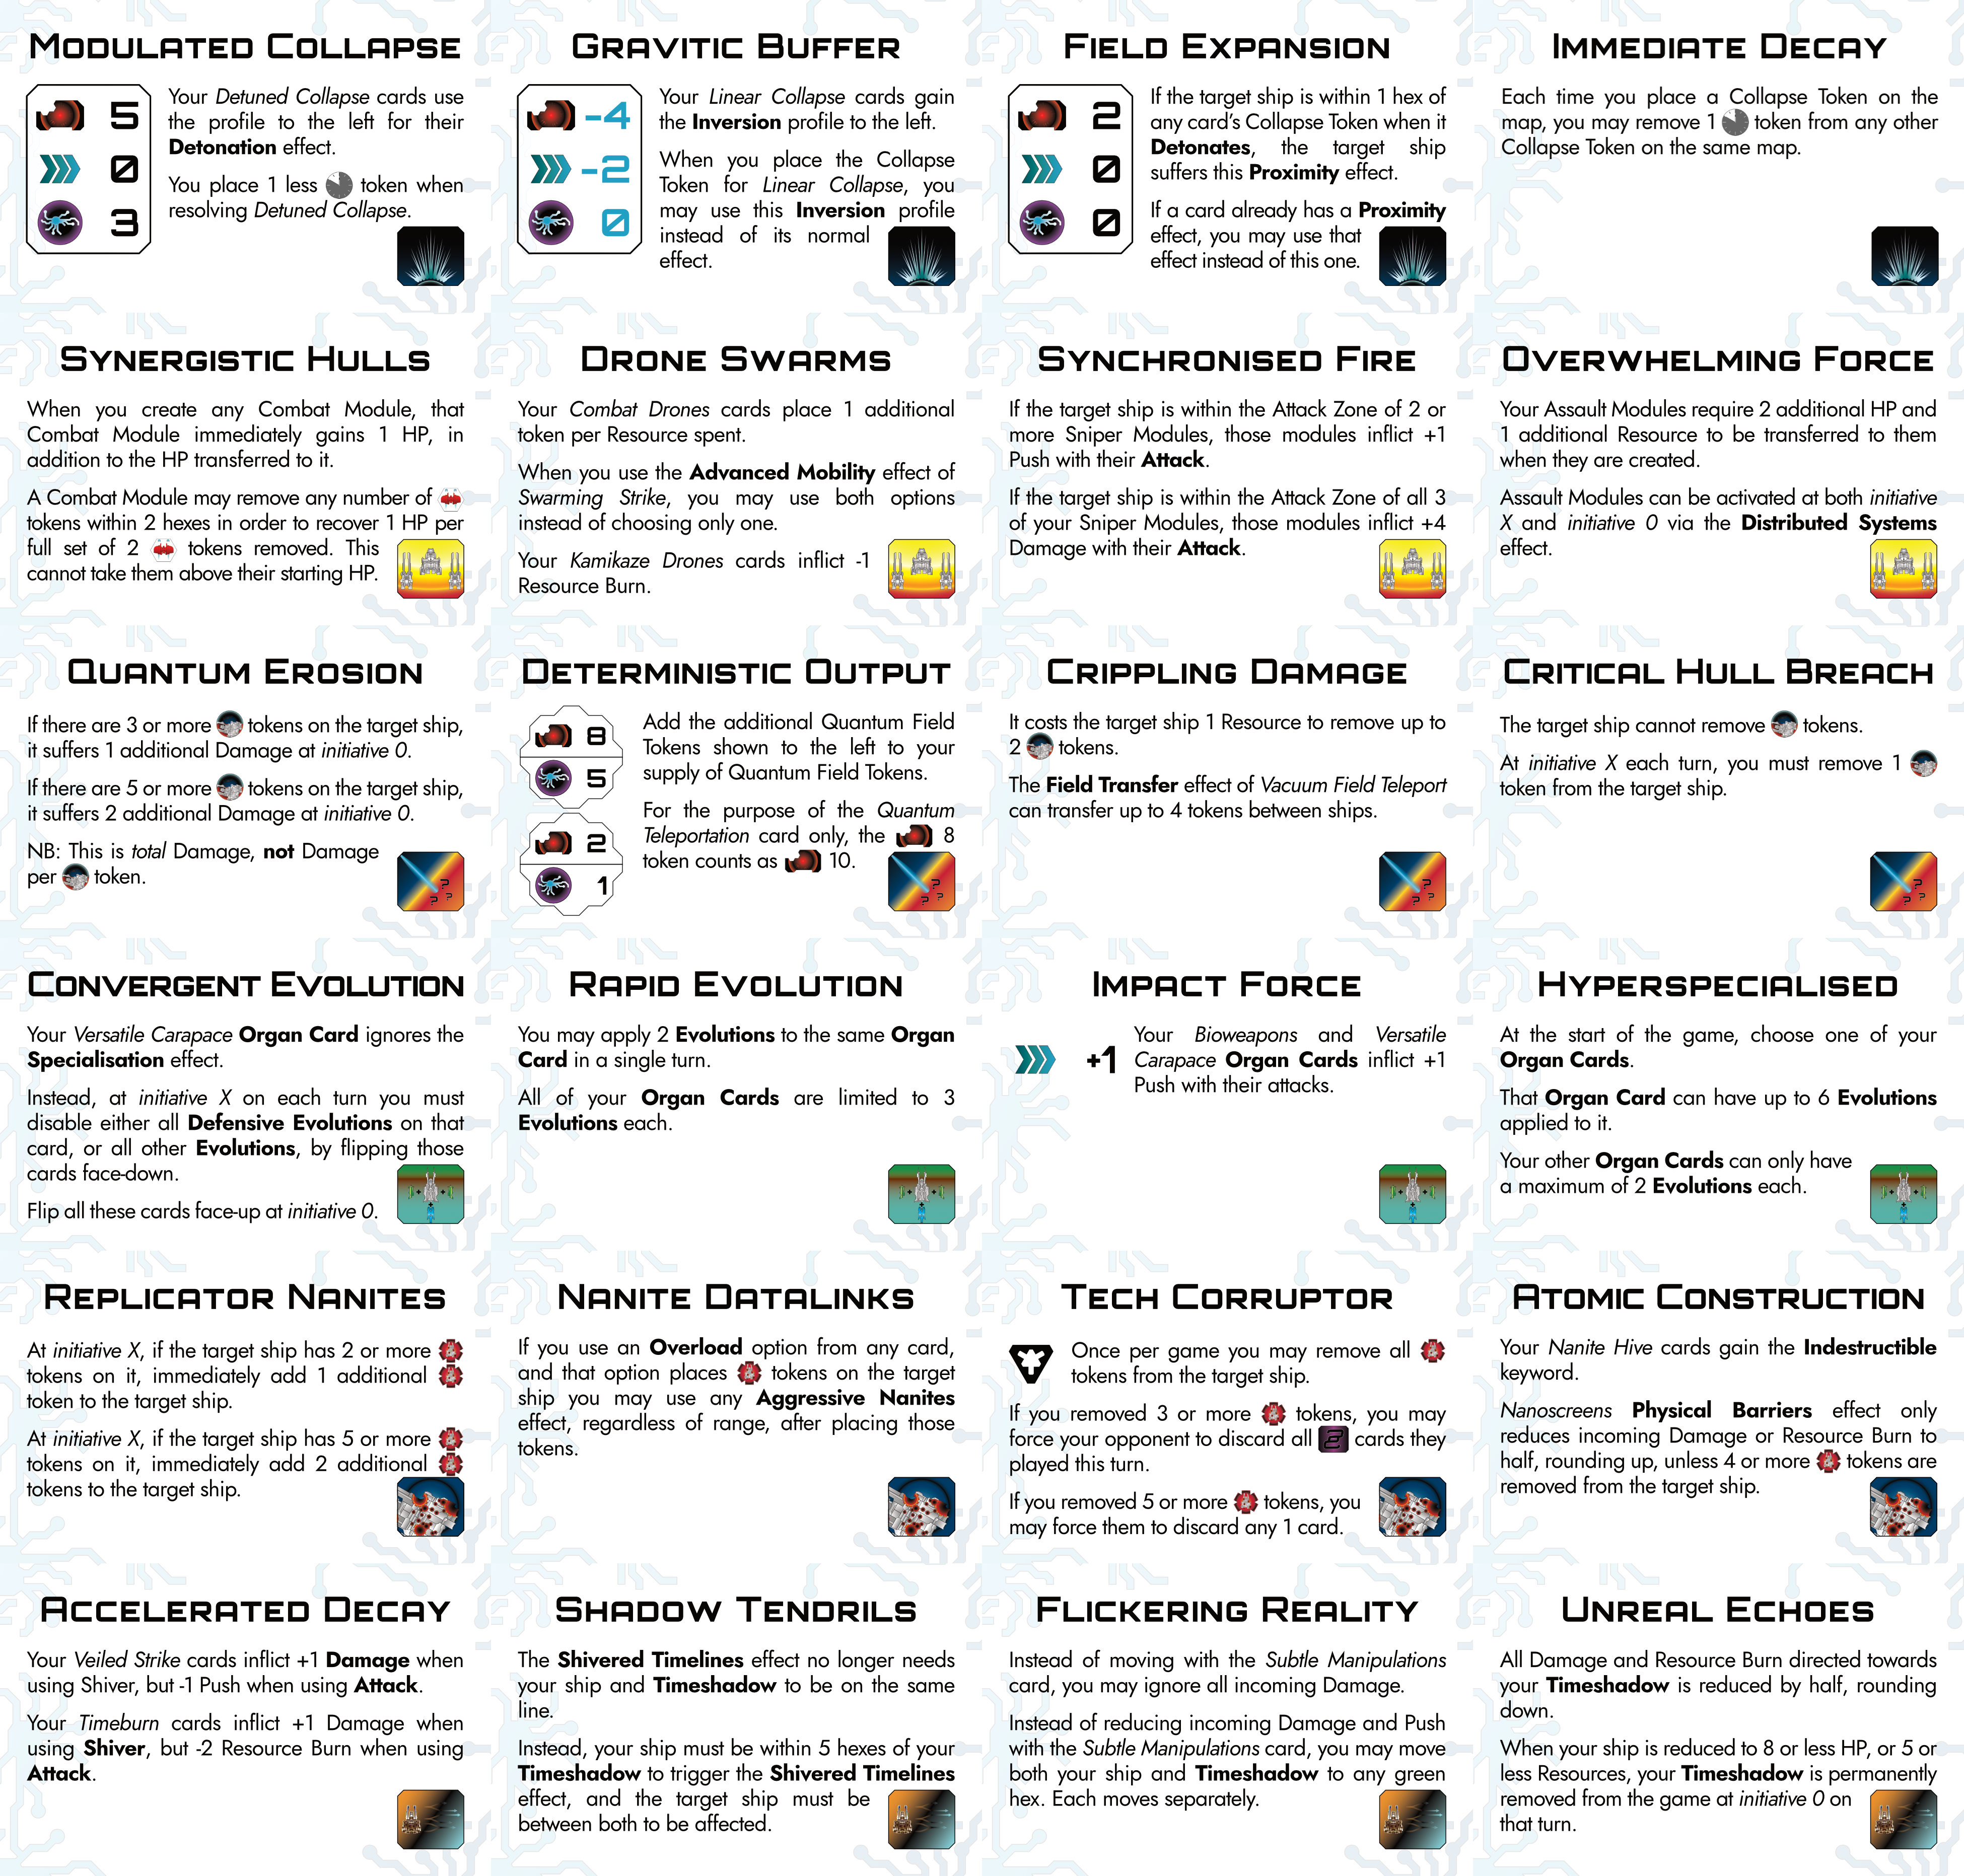 MODULATED COLLAPSE
5
0
3
Your Detuned Collapse cards use
the profile to the left for their
Detonation effect.
You place 1 less token when
resolving Detuned Collapse.
GRAVITIC BUFFER
-4
-2
0
Your Linear Collapse cards gain
the Inversion profile to the left.
When you place the Collapse
Token for Linear Collapse, you
may use this Inversion profile
instead of its normal
effect.
FIELD EXPANSION
2
0
0
If the target ship is within 1 hex of
any card's Collapse Token when it
Detonates, the target ship
suffers this Proximity effect.
If a card already has a Proximity
effect, you may use that
effect instead of this one.
IMMEDIATE DECAY
Each time you place a Collapse Token on the
map, you may remove 1 token from any other
Collapse Token on the same map.
SYNERGISTIC HULLS
When you create any Combat Module, that
Combat Module immediately gains 1 HP, in
addition to the HP transferred to it.
A Combat Module may remove any number of
tokens within 2 hexes in order to recover 1 HP per
full set of 2 tokens removed. This
cannot take them above their starting HP.
DRONE SWARMS
Your Combat Drones cards place 1 additional
token per Resource spent.
When you use the Advanced Mobility effect of
Swarming Strike, you may use both options
instead of choosing only one.
Your Kamikaze Drones cards inflict -1
Resource Burn.
SYNCHRONISED FIRE
If the target ship is within the Attack Zone of 2 or
more Sniper Modules, those modules inflict +1
Push with their Attack.
If the target ship is within the Attack Zone of all 3
of your Sniper Modules, those modules inflict +4
Damage with their Attack.
OVERWHELMING FORCE
Your Assault Modules require 2 additional HP and
1 additional Resource to be transferred to them
when they are created.
Assault Modules can be activated at both initiative
X and initiative 0 via the Distributed Systems
effect.
QUANTUM EROSION
If there are 3 or more tokens on the target ship,
it suffers 1 additional Damage at initiative 0.
If there are 5 or more tokens on the target ship,
it suffers 2 additional Damage at initiative 0.
NB: This is total Damage, not Damage
per token.
DETERMINISTIC OUTPUT
8
5
2
1
Add the additional Quantum Field
Tokens shown to the left to your
supply of Quantum Field Tokens.
For the purpose of the Quantum
Teleportation card only, the 8
token counts as 10.
CRIPPLING DAMAGE
It costs the target ship 1 Resource to remove up to
2 tokens.
The Field Transfer effect of Vacuum Field Teleport
can transfer up to 4 tokens between ships.
CRITICAL HULL BREACH
The target ship cannot remove tokens.
At initiative X each turn, you must remove 1
token from the target ship.
CONVERGENT EVOLUTION
Your Versatile Carapace Organ Card ignores the
Specialisation effect.
Instead, at initiative X on each turn you must
disable either all Defensive Evolutions on that
card, or all other Evolutions, by flipping those
cards face-down.
Flip all these cards face-up at initiative 0.
RAPID EVOLUTION
You may apply 2 Evolutions to the same Organ
Card in a single turn.
All of your Organ Cards are limited to 3
Evolutions each.
IMPACT FORCE
+1
Your Bioweapons and Versatile
Carapace Organ Cards inflict +1
Push with their attacks.
HYPERSPECIALISED
At the start of the game, choose one of your
Organ Cards.
That Organ Card can have up to 6 Evolutions
applied to it.
Your other Organ Cards can only have
a maximum of 2 Evolutions each.
REPLICATOR NANITES
At initiative X, if the target ship has 2 or more
tokens on it, immediately add 1 additional
token to the target ship.
At initiative X, if the target ship has 5 or more
tokens on it, immediately add 2 additional
tokens to the target ship.
NANITE DATALINKS
If you use an Overload option from any card,
and that option places tokens on the target
ship you may use any Aggressive Nanites
effect, regardless of range, after placing those
tokens.
TECH CORRUPTOR
Once per game you may remove all
tokens from the target ship.
If you removed 3 or more tokens, you may
force your opponent to discard all 2 cards they
played this turn.
If you removed 5 or more tokens, you
may force them to discard any 1 card.
ATOMIC CONSTRUCTION
Your Nanite Hive cards gain the Indestructible
keyword.
Nanoscreens Physical Barriers effect only
reduces incoming Damage or Resource Burn to
half, rounding up, unless 4 or more tokens are
removed from the target ship.
ACCELERATED DECAY
Your Veiled Strike cards inflict +1 Damage when
using Shiver, but -1 Push when using Attack.
Your Timeburn cards inflict +1 Damage when
using Shiver, but -2 Resource Burn when using
Attack.
SHADOW TENDRILS
The Shivered Timelines effect no longer needs
your ship and Timeshadow to be on the same
line.
Instead, your ship must be within 5 hexes of your
Timeshadow to trigger the Shivered Timelines
effect, and the target ship must be
between both to be affected.
FLICKERING REALITY
Instead of moving with the Subtle Manipulations
card, you may ignore all incoming Damage.
Instead of reducing incoming Damage and Push
with the Subtle Manipulations card, you may move
both your ship and Timeshadow to any green
hex. Each moves separately.
UNREAL ECHOES
All Damage and Resource Burn directed towards
your Timeshadow is reduced by half, rounding
down.
When your ship is reduced to 8 or less HP, or 5 or
less Resources, your Timeshadow is permanently
removed from the game at initiative 0 on
that turn.